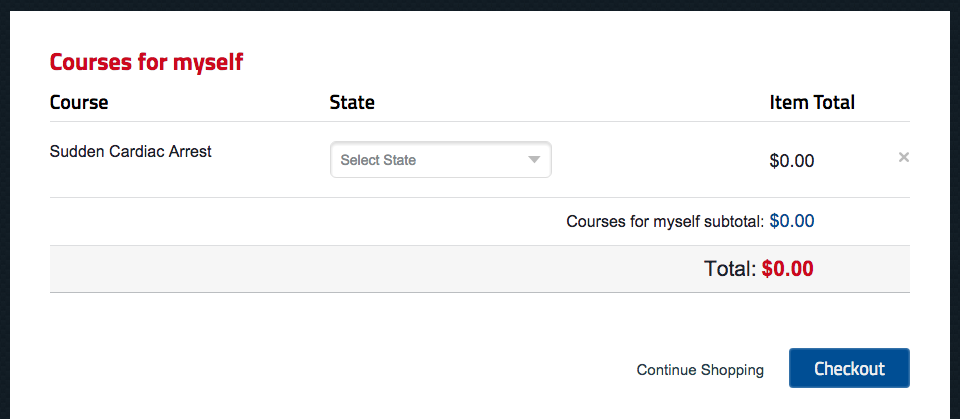 Courses for myself
Course State Item Total
Sudden Cardiac Arrest Select State $0.00 ×
Courses for myself subtotal: $0.00
Total: $0.00
Continue Shopping Checkout